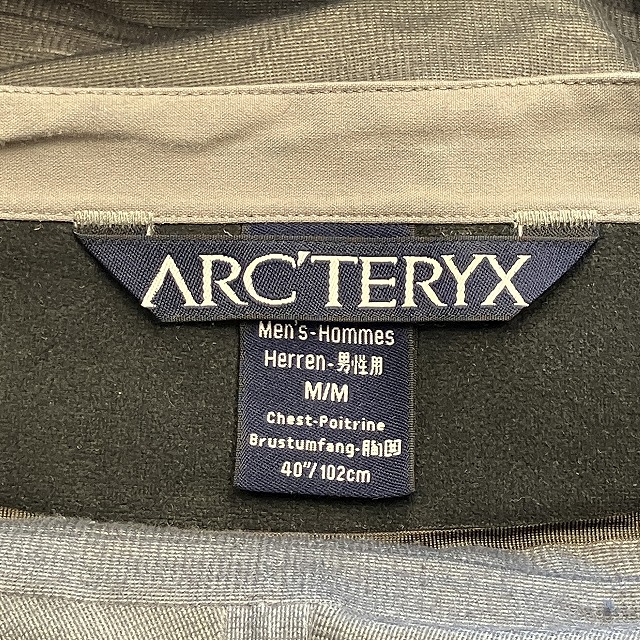 ARC'TERYX
Men's-Hommes
Herren-男性用
M/M
Chest-Poitrine
Brustumfang-胸囲
40"/102cm